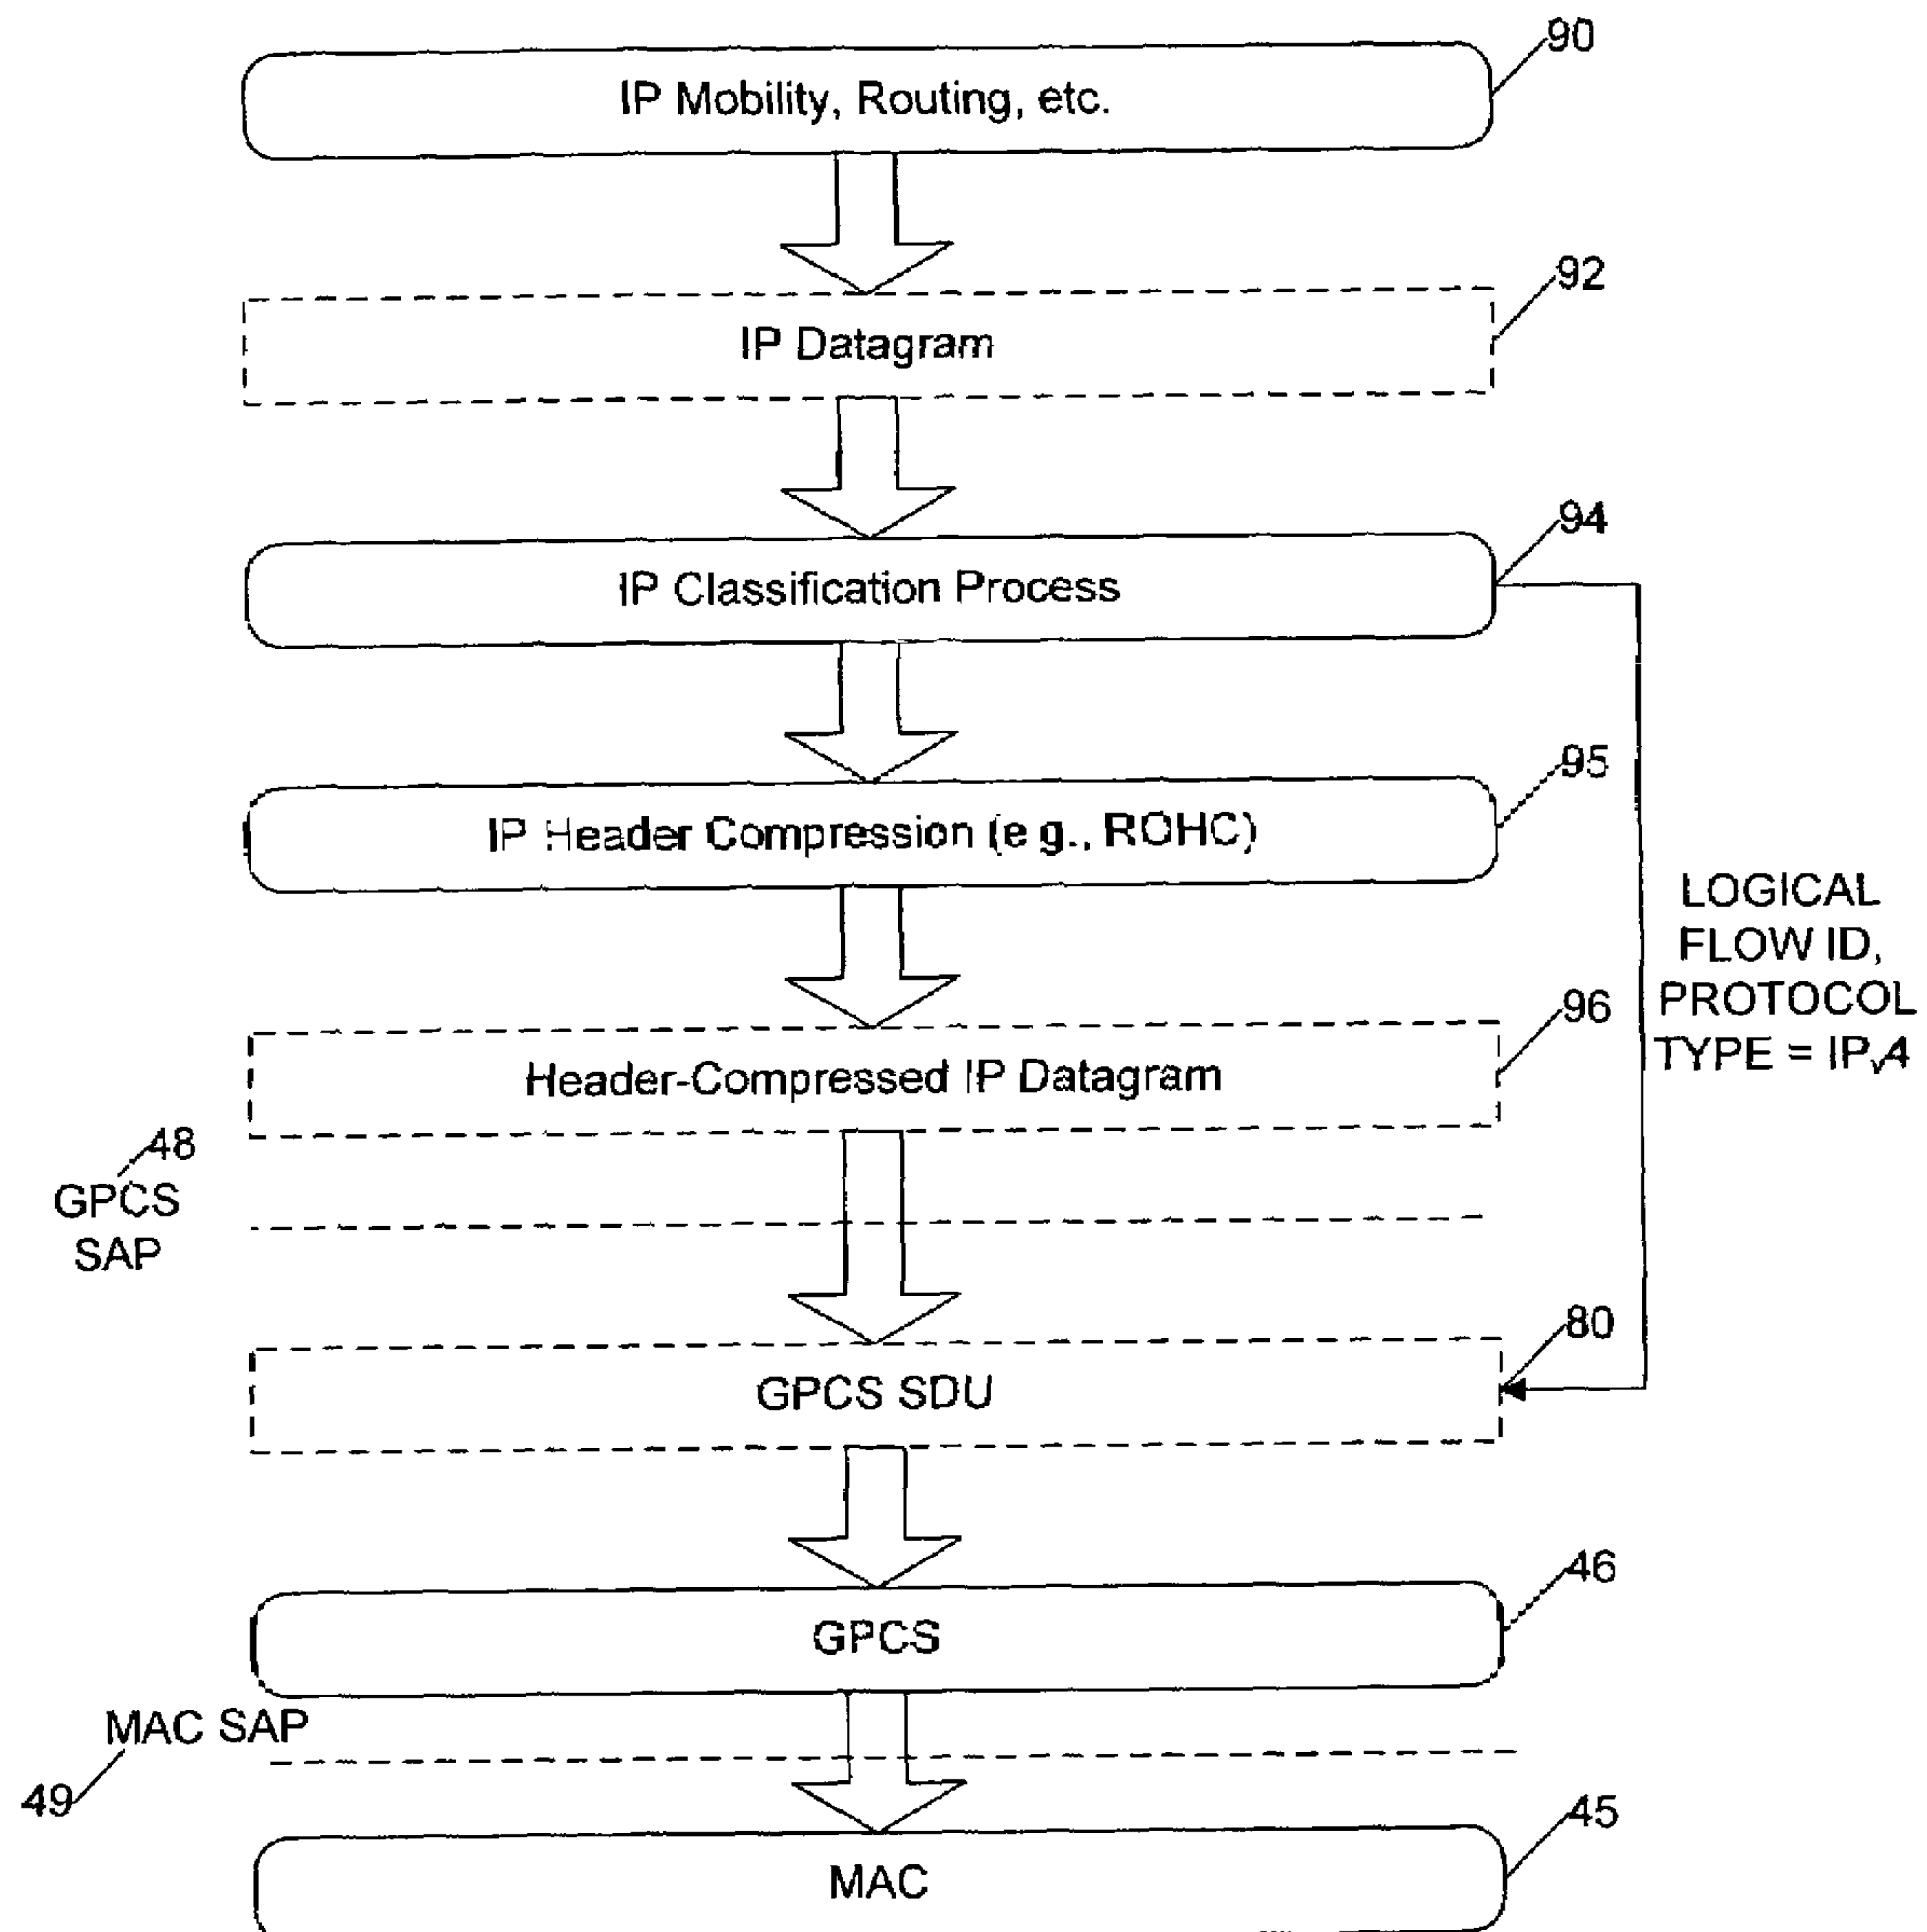 90
IP Mobility, Routing, etc.
92
IP Datagram
94
IP Classification Process
95
IP Header Compression (e g., ROHC)
LOGICAL
FLOW ID,
PROTOCOL
TYPE = IPv4
96
Header-Compressed IP Datagram
48
GPCS
SAP
80
GPCS SDU
46
GPCS
MAC SAP
49
45
MAC